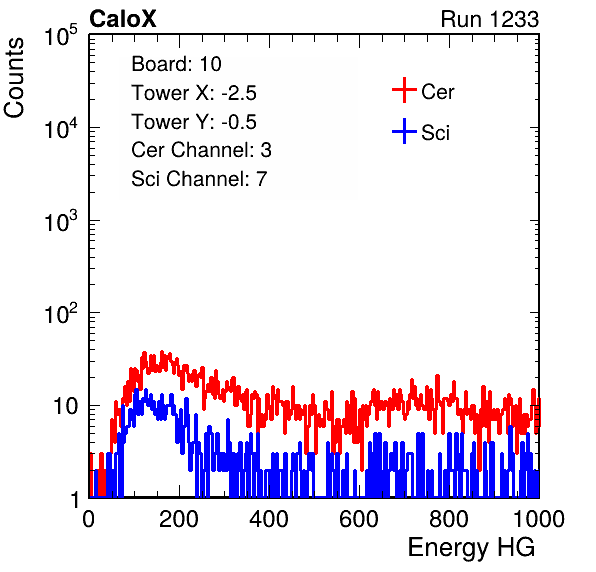 CaloX Run 1233
Board: 10
Tower X: -2.5
Tower Y: -0.5
Cer Channel: 3
Sci Channel: 7
Cer
Sci
Counts
10^5
10^4
10^3
10^2
10
1
0 200 400 600 800 1000
Energy HG